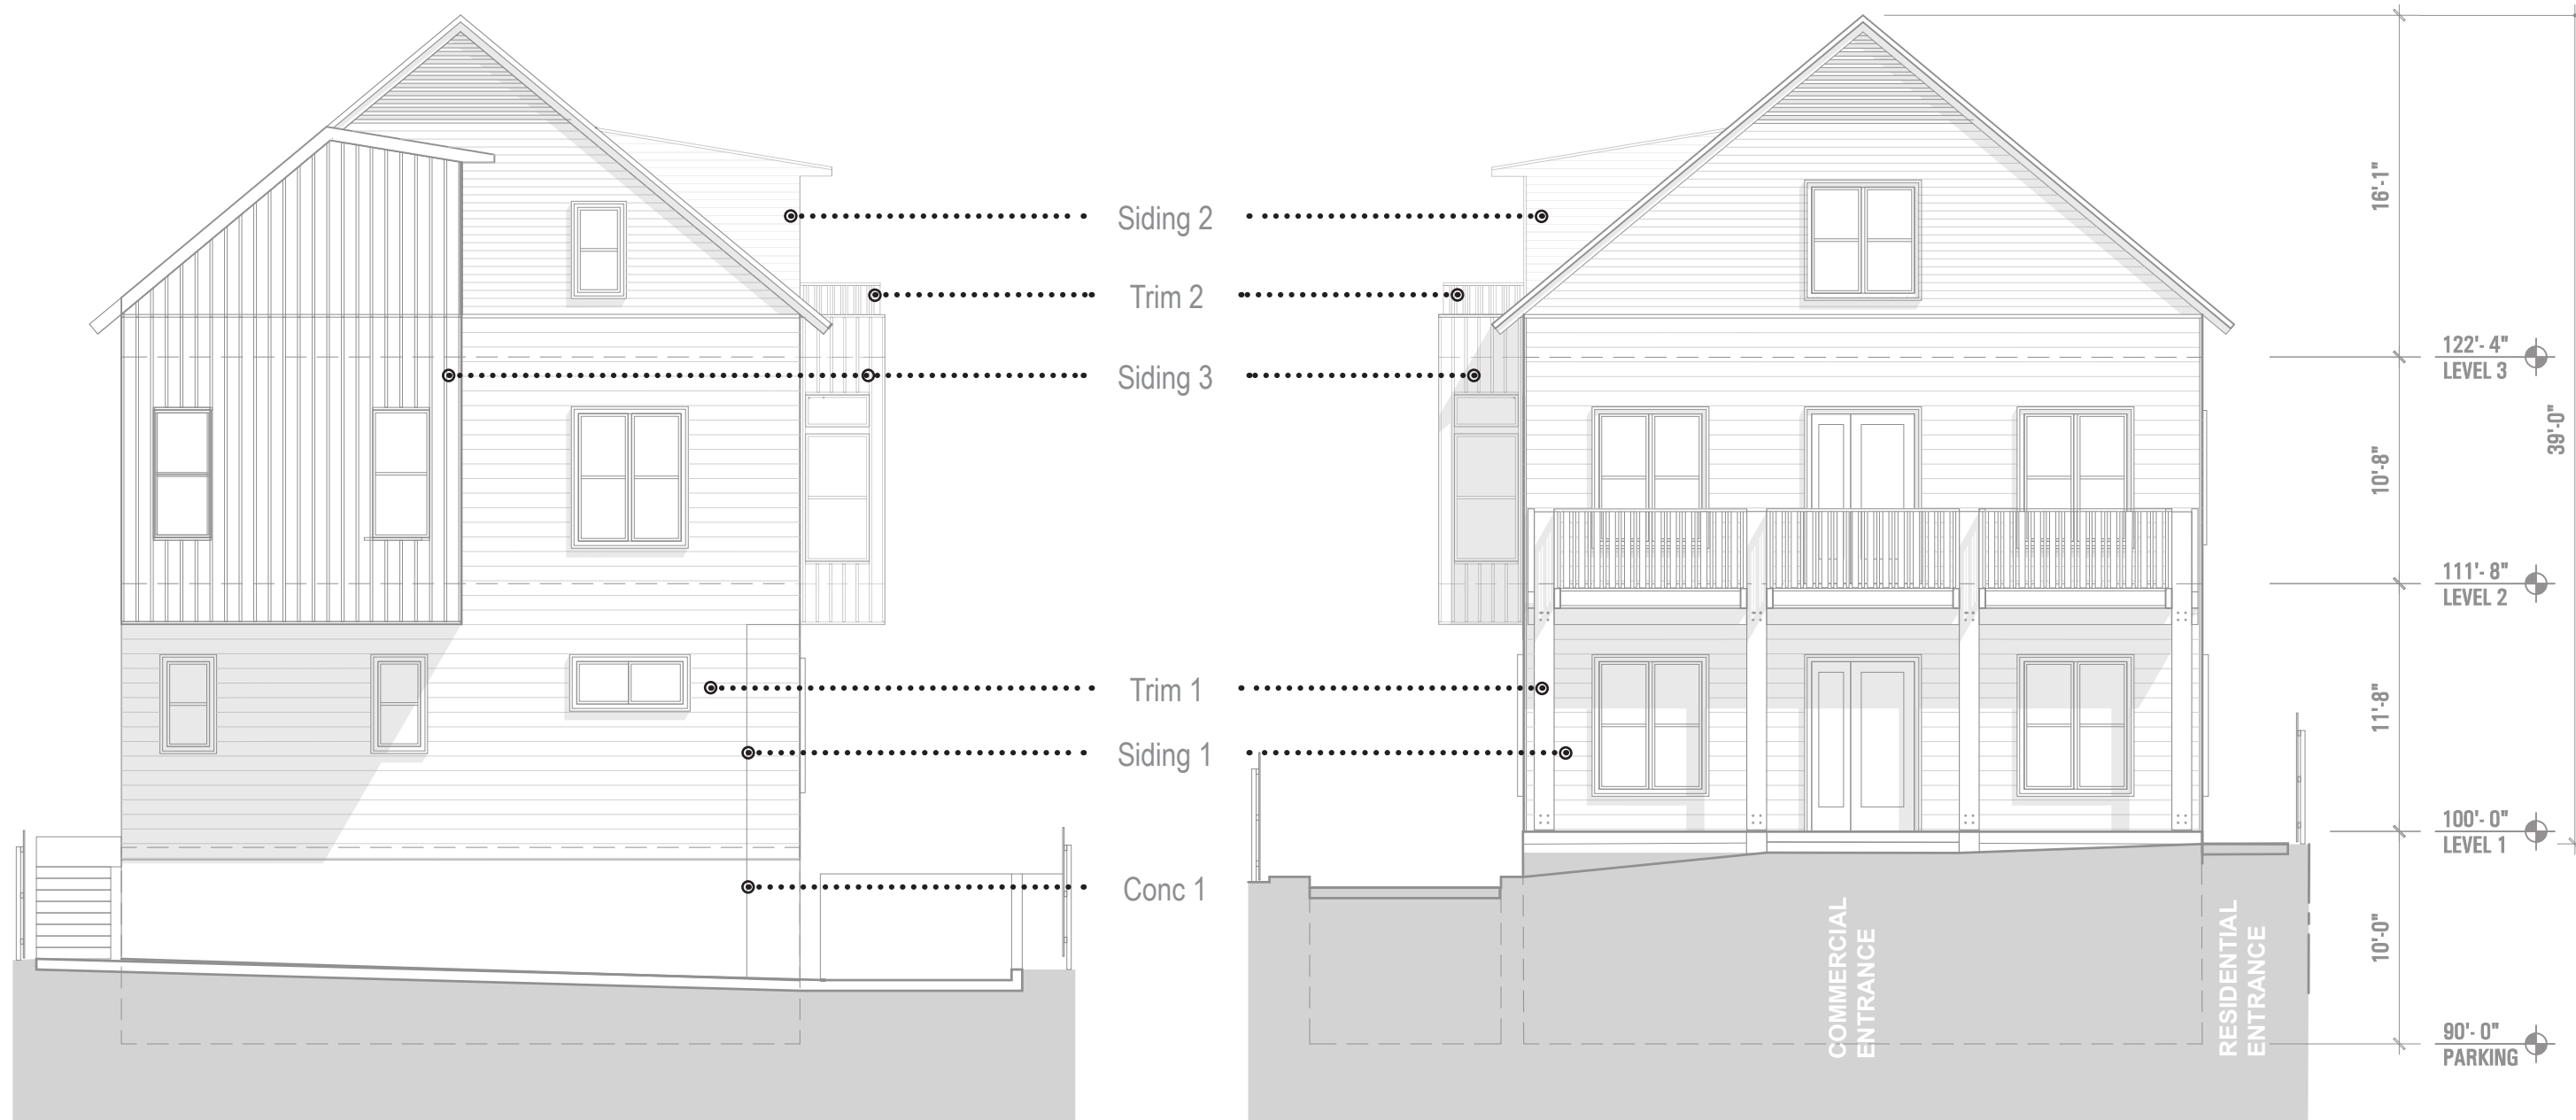 Siding 2
Trim 2
Siding 3
Trim 1
Siding 1
Conc 1
16'-1"
122'- 4"
LEVEL 3
39'-0"
10'-8"
111'- 8"
LEVEL 2
11'-8"
100'- 0"
LEVEL 1
COMMERCIAL
ENTRANCE
RESIDENTIAL
ENTRANCE
10'-0"
90'- 0"
PARKING